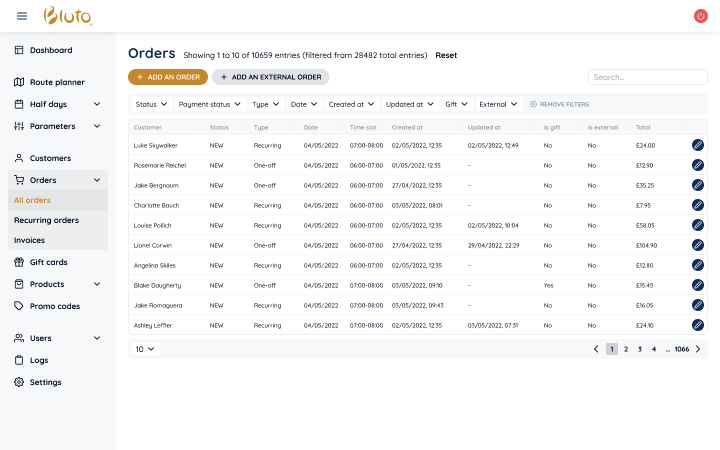 Pluto
Dashboard
Route planner
Half days
Parameters
Customers
Orders
All orders
Recurring orders
Invoices
Gift cards
Products
Promo codes
Users
Logs
Settings
Orders Showing 1 to 10 of 10659 entries (filtered from 28482 total entries) Reset
+ ADD AN ORDER + ADD AN EXTERNAL ORDER Search...
Status Payment status Type Date Created at Updated at Gift External REMOVE FILTERS
Customer Status Type Date Time slot Created at Updated at Is gift Is external Total
Luke Skywalker NEW Recurring 04/05/2022 07:00-08:00 02/05/2022, 12:35 02/05/2022, 12:49 No No £24.00
Rosemarie Reichel NEW One-off 04/05/2022 06:00-07:00 01/05/2022, 12:35 - No No £12.90
Jake Bergnaum NEW One-off 04/05/2022 06:00-07:00 27/04/2022, 12:35 - No No £35.25
Charlotte Bauch NEW Recurring 04/05/2022 06:00-07:00 03/05/2022, 08:01 - No No £7.95
Louise Pollich NEW Recurring 04/05/2022 06:00-07:00 02/05/2022, 12:35 02/05/2022, 18:04 No No £58.05
Lionel Corwin NEW One-off 04/05/2022 06:00-07:00 27/04/2022, 12:35 29/04/2022, 22:29 No No £104.90
Angelina Skiles NEW Recurring 04/05/2022 06:00-07:00 02/05/2022, 12:35 - No No £12.80
Blake Daugherty NEW One-off 04/05/2022 07:00-08:00 03/05/2022, 09:10 - Yes No £15.45
Jake Romaguera NEW Recurring 04/05/2022 07:00-08:00 03/05/2022, 09:43 - No No £16.05
Ashley Leffler NEW Recurring 04/05/2022 07:00-08:00 02/05/2022, 12:35 03/05/2022, 07:31 No No £24.10
10 1 2 3 4 ... 1066